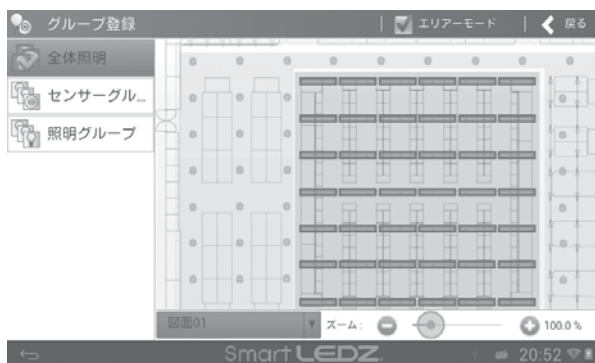 グループ登録
エリアーモード
戻る
全体照明
センサーグル...
照明グループ
図面01
ズーム:
100.0 %
Smart LEDZ.
20:52